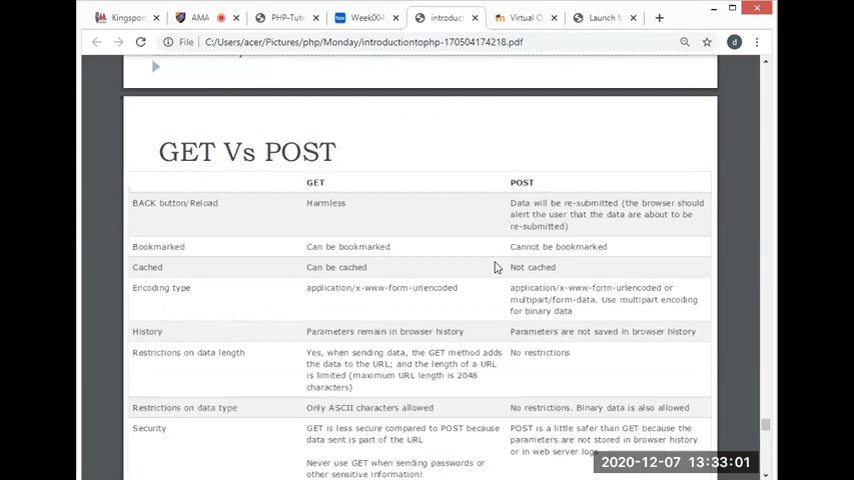 Kingsport
AMA
PHP-Tuto
Week004
introduct
Virtual Cl
Launch M
File | C:/Users/acer/Pictures/php/Monday/introductiontophp-170504174218.pdf
d
GET Vs POST
GET POST
BACK button/Reload Harmless Data will be re-submitted (the browser should
alert the user that the data are about to be
re-submitted)
Bookmarked Can be bookmarked Cannot be bookmarked
Cached Can be cached Not cached
Encoding type application/x-www-form-urlencoded application/x-www-form-urlencoded or
multipart/form-data. Use multipart encoding
for binary data
History Parameters remain in browser history Parameters are not saved in browser history
Restrictions on data length Yes, when sending data, the GET method adds No restrictions
the data to the URL; and the length of a URL
is limited (maximum URL length is 2048
characters)
Restrictions on data type Only ASCII characters allowed No restrictions. Binary data is also allowed
Security GET is less secure compared to POST because POST is a little safer than GET because the
data sent is part of the URL parameters are not stored in browser history
or in web server logs
Never use GET when sending passwords or
other sensitive information!
2020-12-07 13:33:01